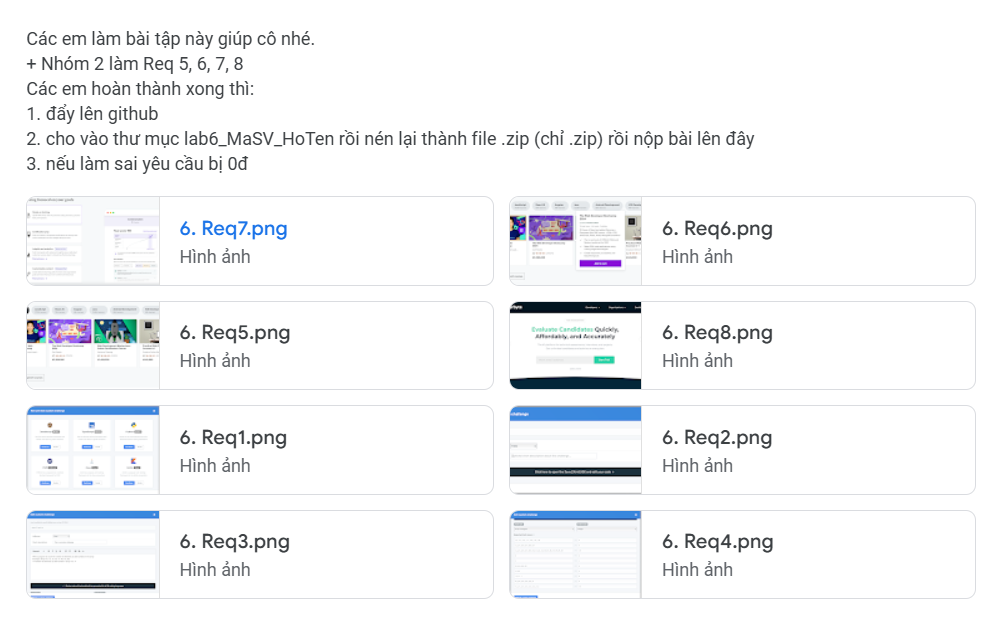 Các em làm bài tập này giúp cô nhé.
+ Nhóm 2 làm Req 5, 6, 7, 8
Các em hoàn thành xong thì:
1. đẩy lên github
2. cho vào thư mục lab6_MaSV_HoTen rồi nén lại thành file .zip (chỉ .zip) rồi nộp bài lên đây
3. nếu làm sai yêu cầu bị 0đ
6. Req7.png
Hình ảnh
6. Req6.png
Hình ảnh
6. Req5.png
Hình ảnh
Evaluate Candidates Quickly,
Affordably, and Accurately
6. Req8.png
Hình ảnh
6. Req1.png
Hình ảnh
6. Req2.png
Hình ảnh
6. Req3.png
Hình ảnh
6. Req4.png
Hình ảnh